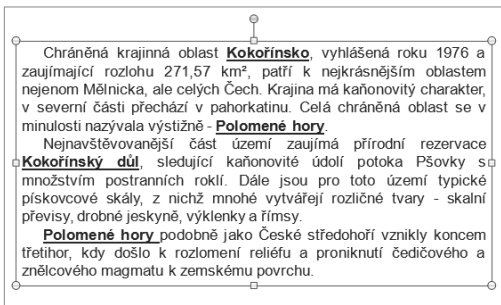 Chráněná krajinná oblast Kokořínsko, vyhlášená roku 1976 a
zaujímající rozlohu 271,57 km², patří k nejkrásnějším oblastem
nejenom Mělnicka, ale celých Čech. Krajina má kaňonovitý charakter,
v severní části přechází v pahorkatinu. Celá chráněná oblast se v
minulosti nazývala výstižně - Polomené hory.
Nejnavštěvovanější část území zaujímá přírodní rezervace
Kokořínský důl, sledující kaňonovité údolí potoka Pšovky s
množstvím postranních roklí. Dále jsou pro toto území typické
pískovcové skály, z nichž mnohé vytvářejí rozličné tvary - skalní
převisy, drobné jeskyně, výklenky a římsy.
Polomené hory podobně jako České středohoří vznikly koncem
třetihor, kdy došlo k rozlomení reliéfu a proniknutí čedičového a
znělcového magmatu k zemskému povrchu.